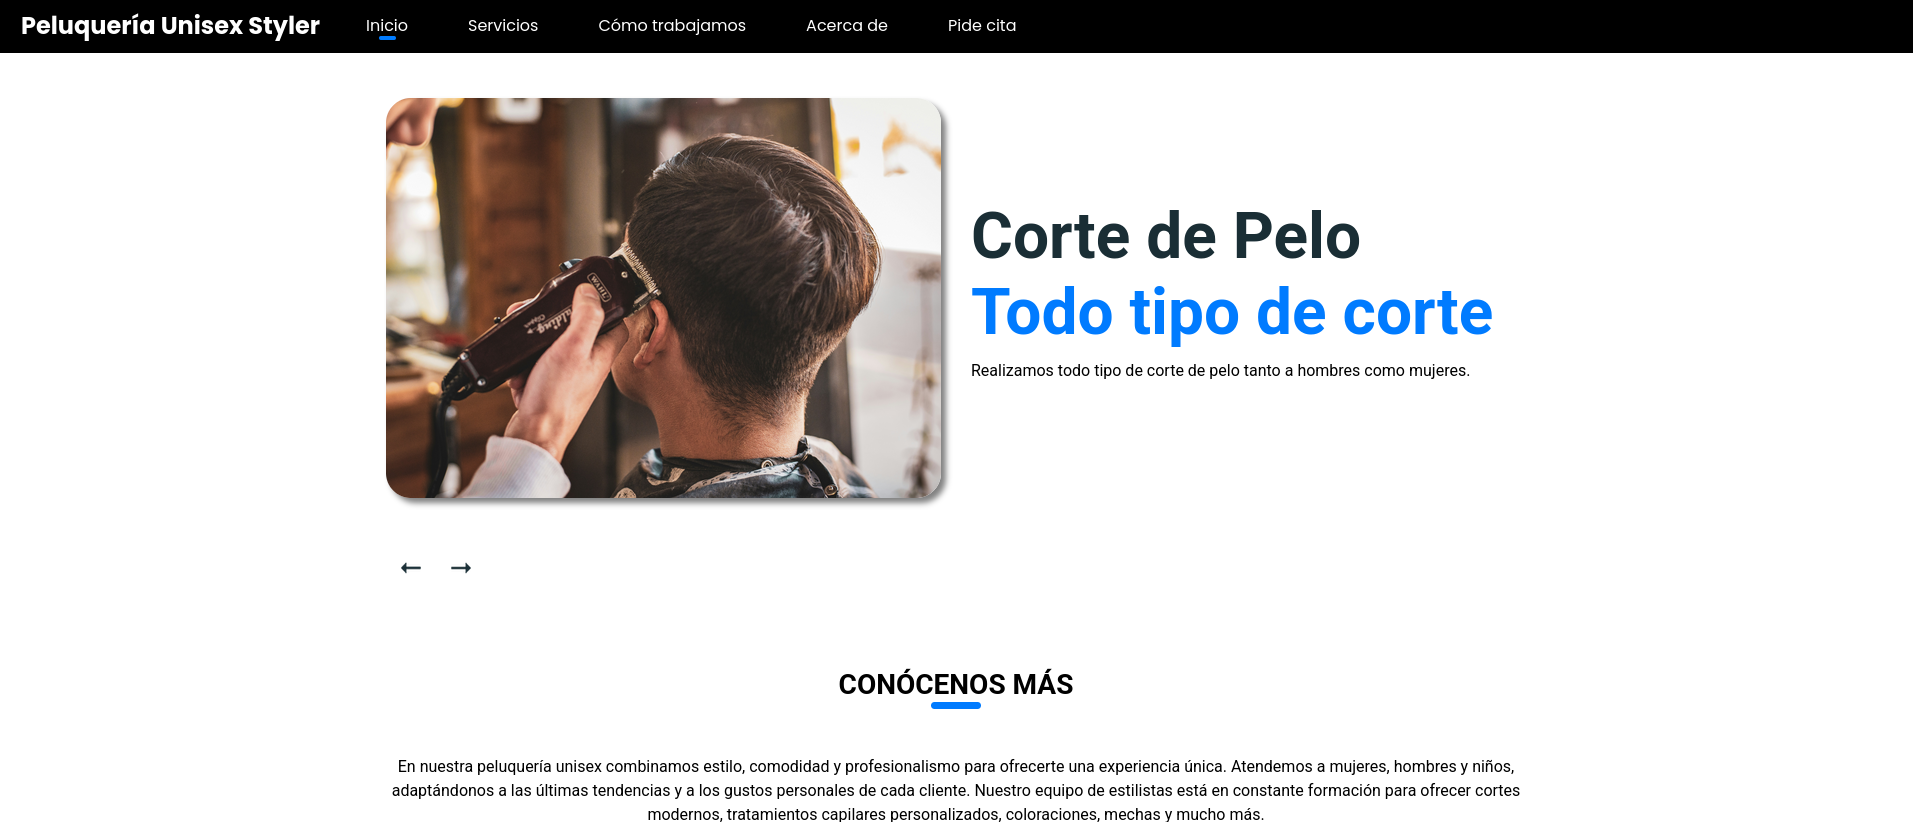 Peluquería Unisex Styler
Inicio
Servicios
Cómo trabajamos
Acerca de
Pide cita
WAHL
Corte de Pelo
Todo tipo de corte
Realizamos todo tipo de corte de pelo tanto a hombres como mujeres.
CONÓCENOS MÁS
En nuestra peluquería unisex combinamos estilo, comodidad y profesionalismo para ofrecerte una experiencia única. Atendemos a mujeres, hombres y niños,
adaptándonos a las últimas tendencias y a los gustos personales de cada cliente. Nuestro equipo de estilistas está en constante formación para ofrecer cortes
modernos, tratamientos capilares personalizados, coloraciones, mechas y mucho más.